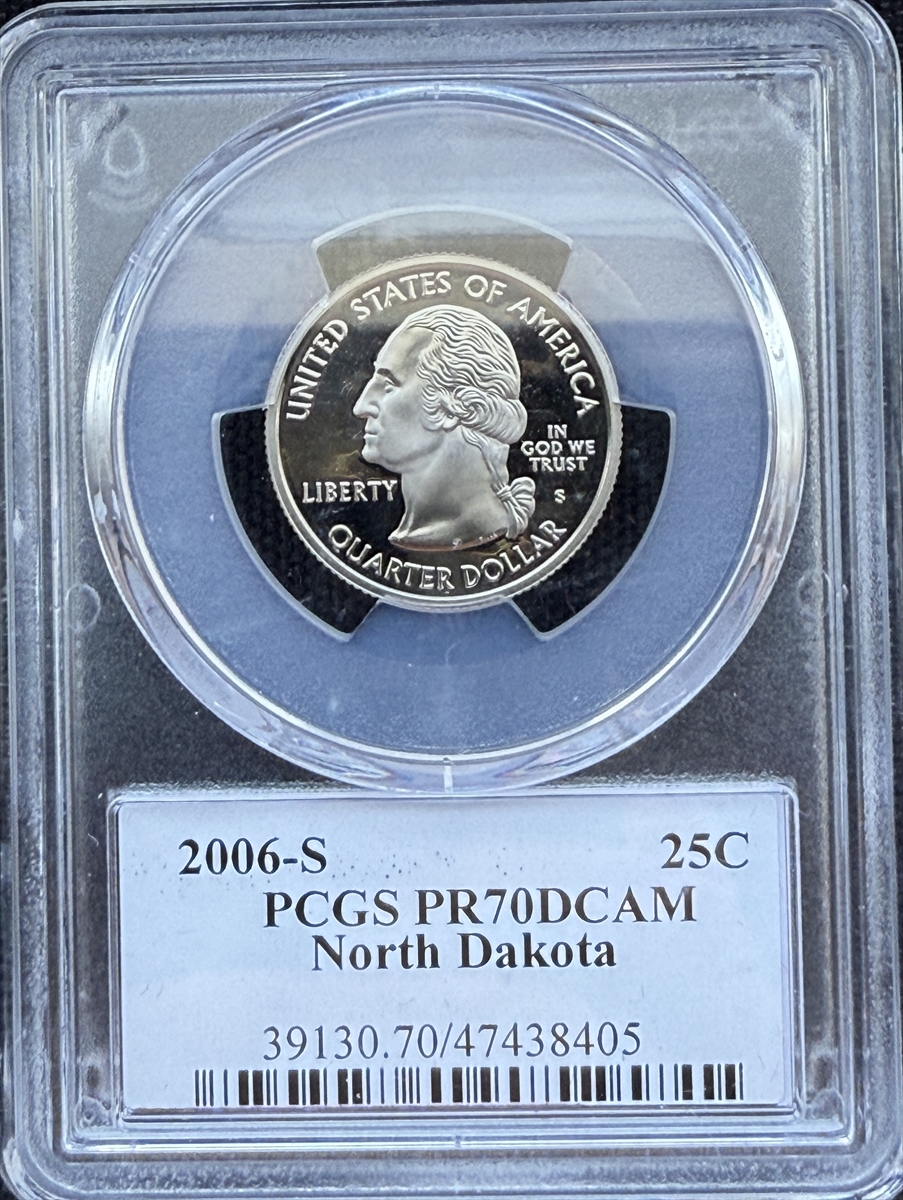 UNITED STATES OF AMERICA
IN
GOD WE
TRUST
LIBERTY
S
QUARTER DOLLAR
2006-S 25C
PCGS PR70DCAM
North Dakota
39130.70/47438405